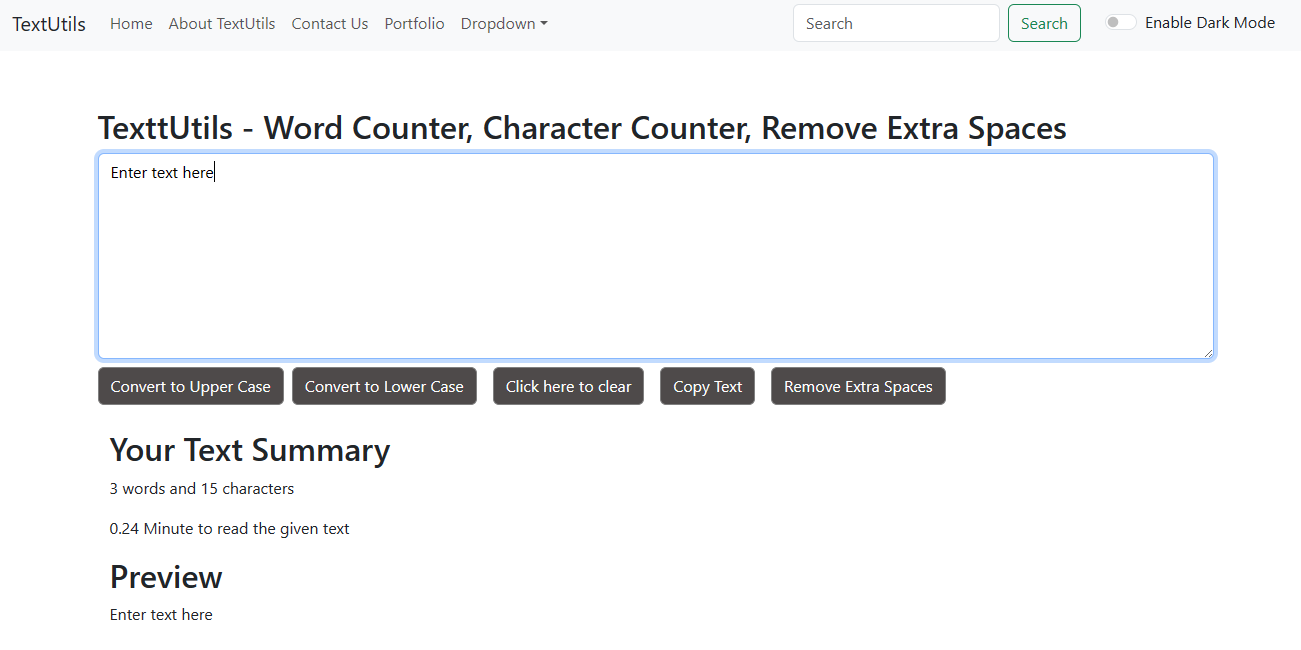 TextUtils Home About TextUtils Contact Us Portfolio Dropdown Search Search Enable Dark Mode
TexttUtils - Word Counter, Character Counter, Remove Extra Spaces
Enter text here
Convert to Upper Case Convert to Lower Case Click here to clear Copy Text Remove Extra Spaces
Your Text Summary
3 words and 15 characters
0.24 Minute to read the given text
Preview
Enter text here